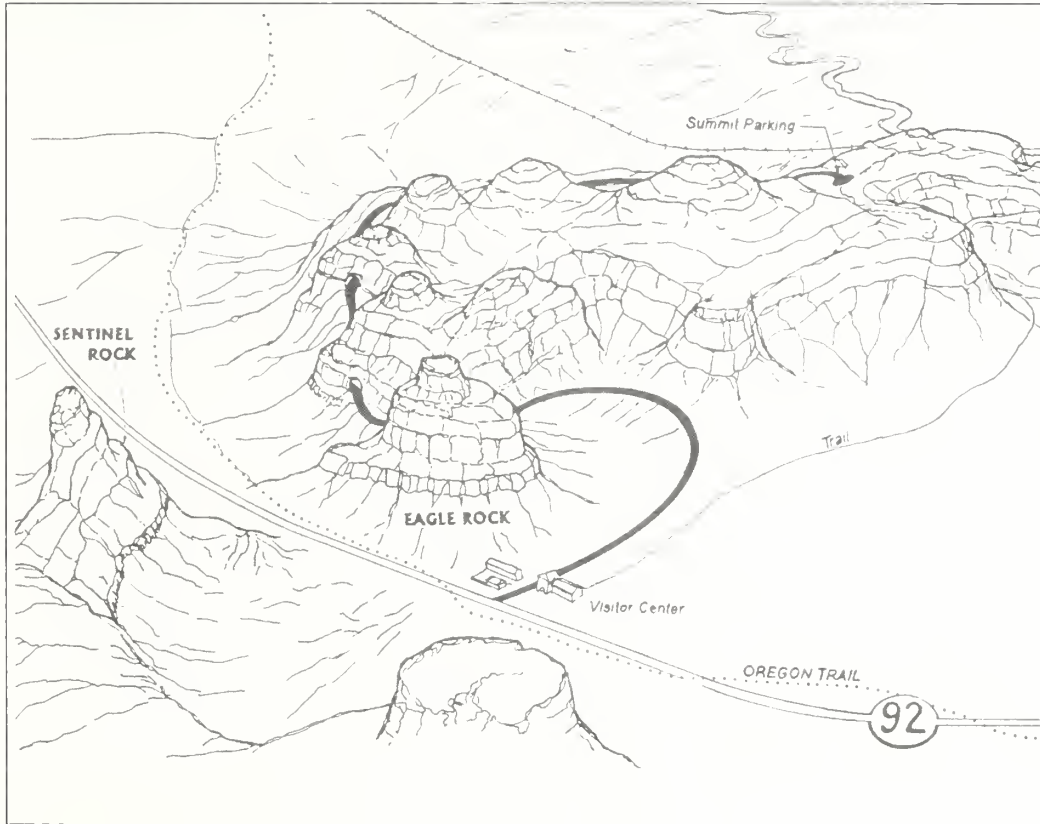 Summit Parking
SENTINEL
ROCK
Trail
EAGLE ROCK
Visitor Center
OREGON TRAIL
92